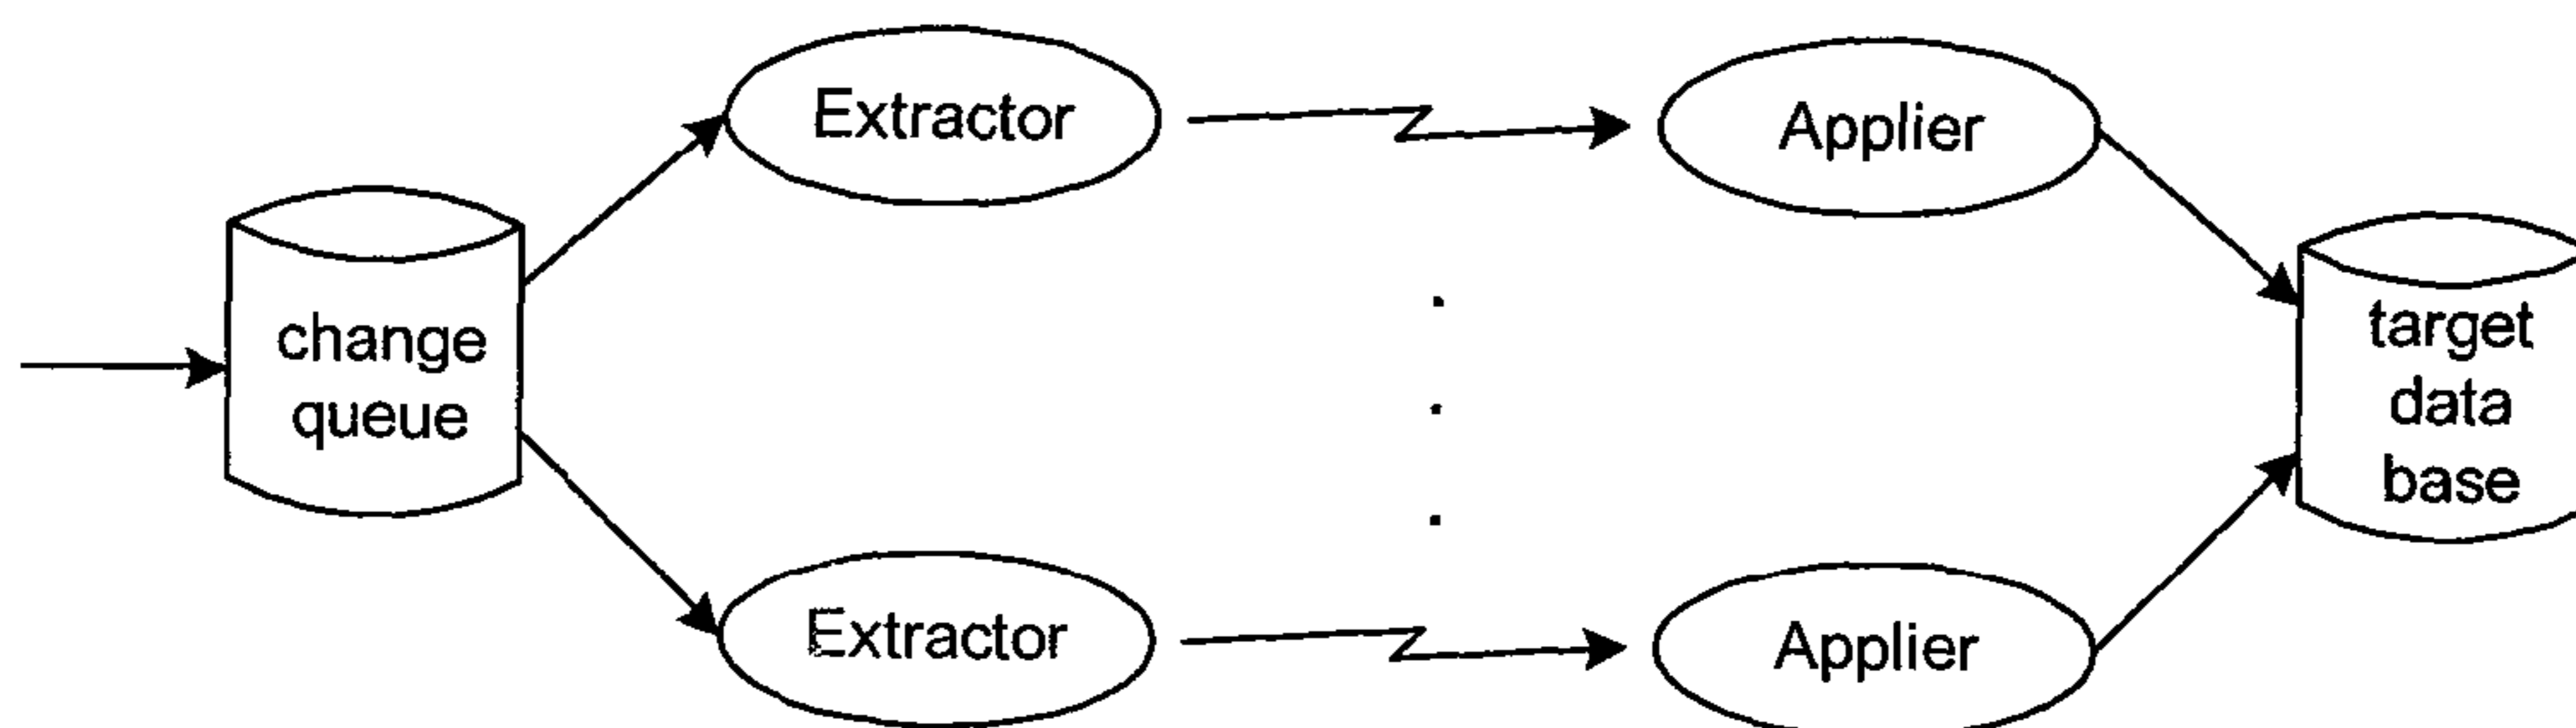 Extractor
Applier
change
queue
target
data
base
Extractor
Applier